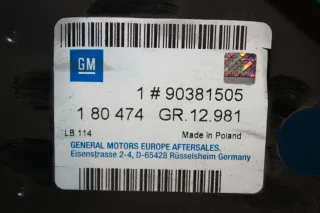 GM
1 # 90381505
1 80 474 GR.12.981
LB 114 Made in Poland
GENERAL MOTORS EUROPE AFTERSALES,
Eisenstrasse 2-4, D-65428 Rüsselsheim Germany